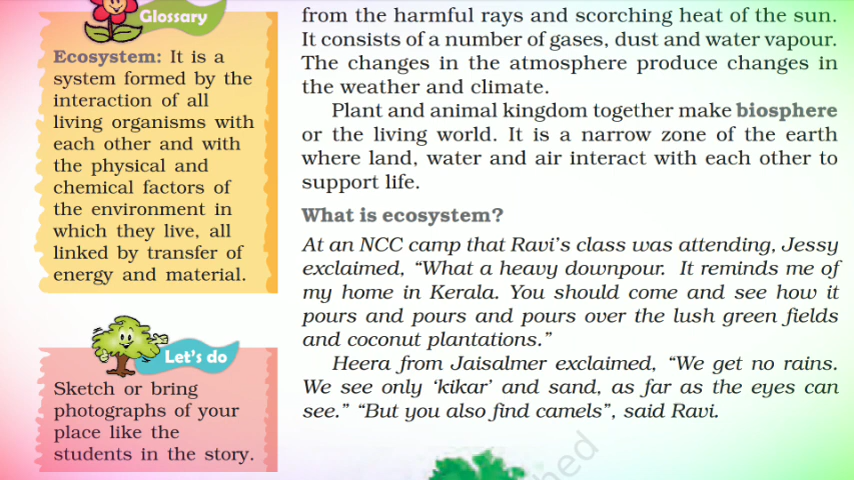 Glossary
Ecosystem: It is a
system formed by the
interaction of all
living organisms with
each other and with
the physical and
chemical factors of
the environment in
which they live, all
linked by transfer of
energy and material.
Let's do
Sketch or bring
photographs of your
place like the
students in the story.
from the harmful rays and scorching heat of the sun.
It consists of a number of gases, dust and water vapour.
The changes in the atmosphere produce changes in
the weather and climate.
Plant and animal kingdom together make biosphere
or the living world. It is a narrow zone of the earth
where land, water and air interact with each other to
support life.
What is ecosystem?
At an NCC camp that Ravi's class was attending, Jessy
exclaimed, “What a heavy downpour. It reminds me of
my home in Kerala. You should come and see how it
pours and pours and pours over the lush green fields
and coconut plantations.”
Heera from Jaisalmer exclaimed, “We get no rains.
We see only ‘kikar’ and sand, as far as the eyes can
see.” “But you also find camels”, said Ravi.